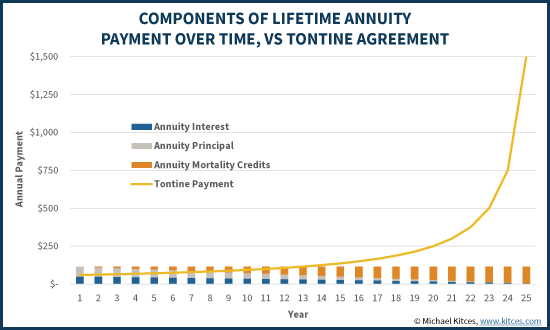 COMPONENTS OF LIFETIME ANNUITY
PAYMENT OVER TIME, VS TONTINE AGREEMENT
$1,500
$1,250
$1,000
$750
$500
$250
$-
Annual Payment
Annuity Interest
Annuity Principal
Annuity Mortality Credits
Tontine Payment
1 2 3 4 5 6 7 8 9 10 11 12 13 14 15 16 17 18 19 20 21 22 23 24 25
Year
© Michael Kitces, www.kitces.com